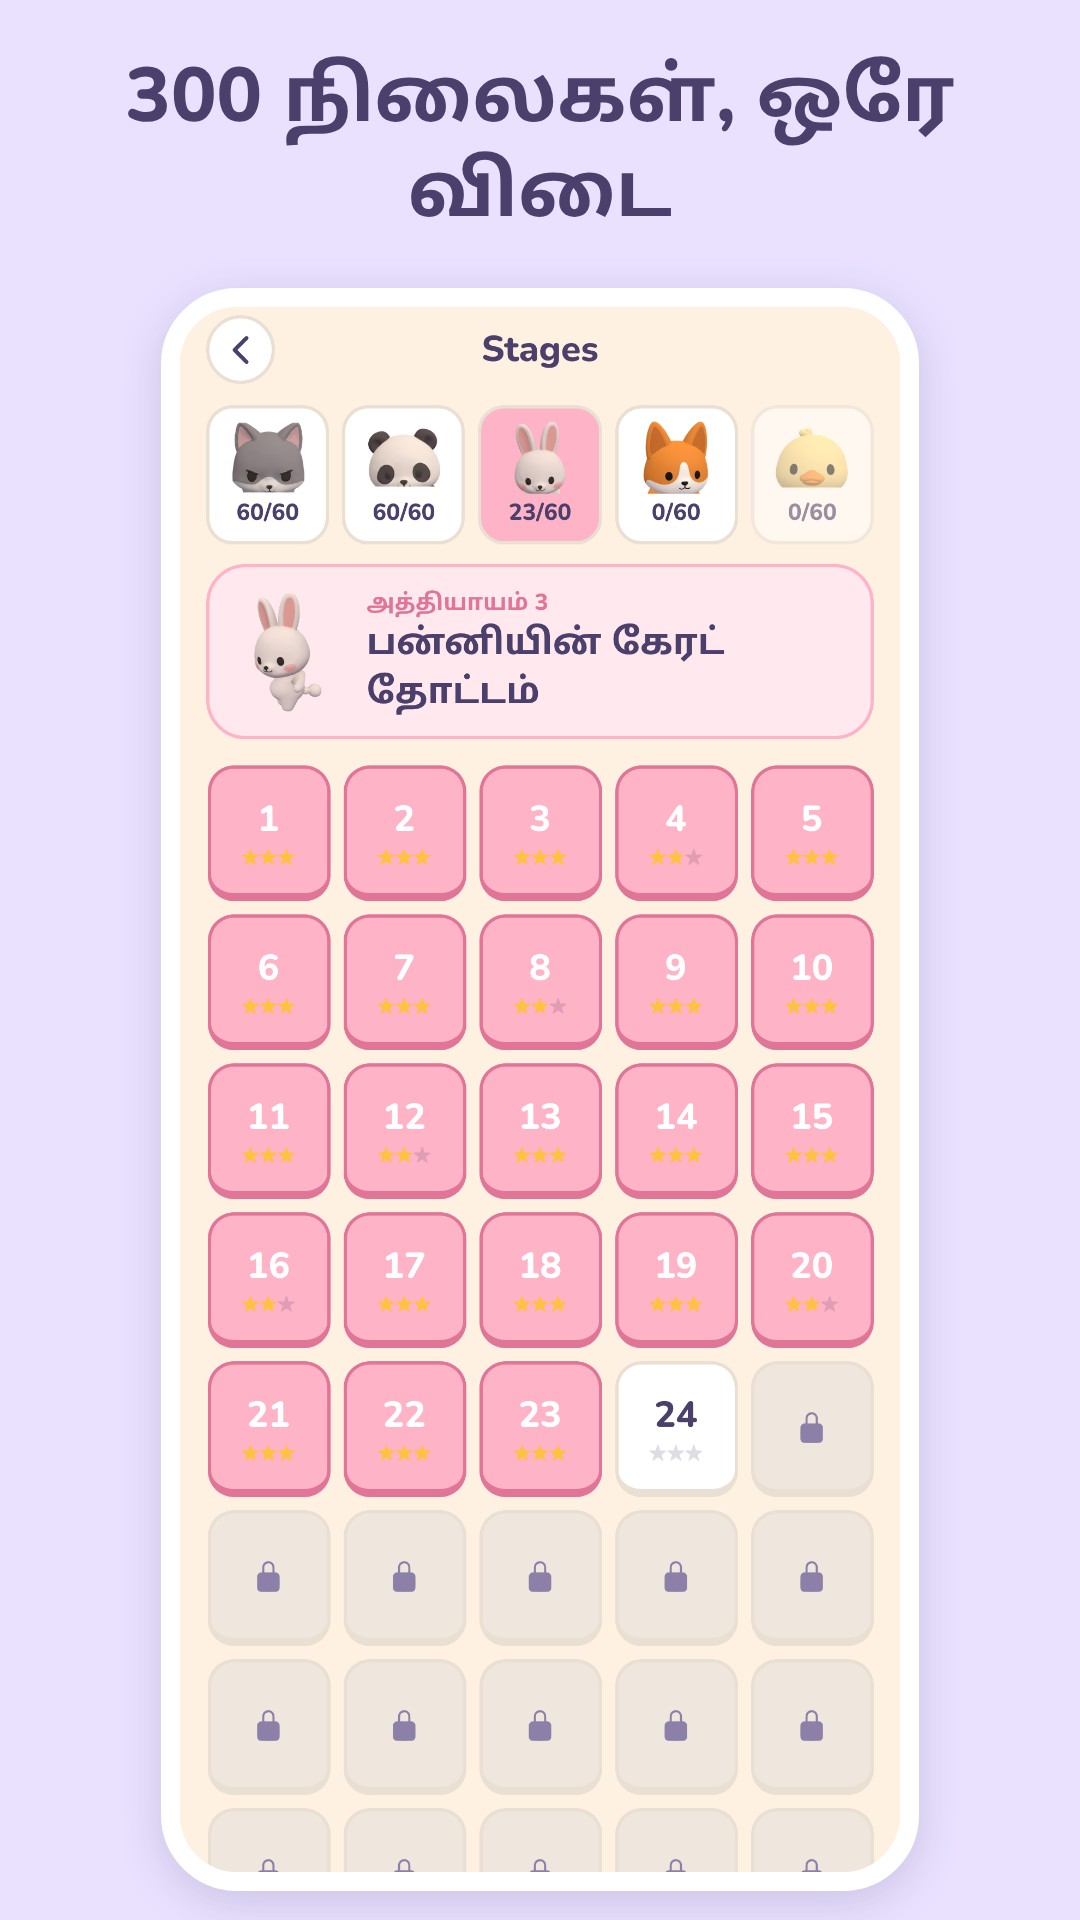 300 நிலைகள், ஒரே
விடை
Stages
60/60 60/60 23/60 0/60 0/60
அத்தியாயம் 3
பன்னியின் கேரட்
தோட்டம்
1 2 3 4 5
6 7 8 9 10
11 12 13 14 15
16 17 18 19 20
21 22 23 24